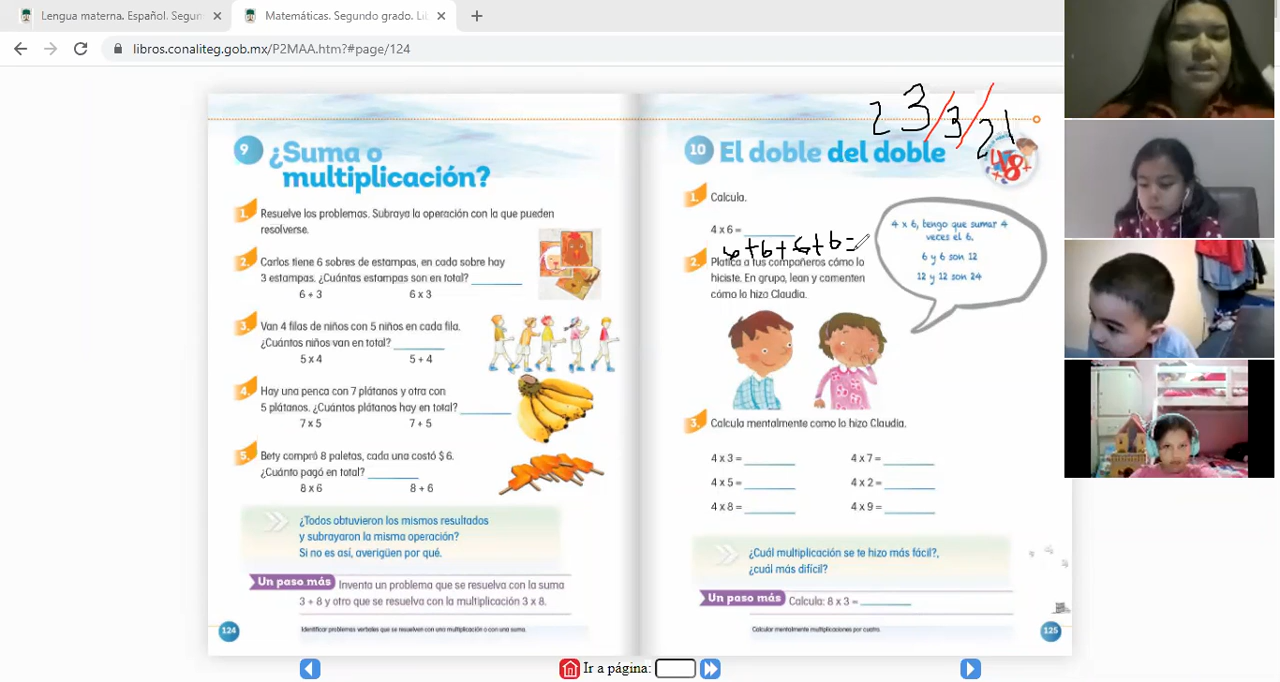 Lengua materna. Español. Segun
Matemáticas. Segundo grado. Li
libros.conaliteg.gob.mx/P2MAA.htm?#page/124
9 ¿Suma o
multiplicación?
1. Resuelve los problemas. Subraya la operación con la que pueden
resolverse.
2. Carlos tiene 6 sobres de estampas, en cada sobre hay
3 estampas. ¿Cuántas estampas son en total?
6 + 3 6 x 3
3. Van 4 filas de niños con 5 niños en cada fila.
¿Cuántos niños van en total?
5 x 4 5 + 4
4. Hay una penca con 7 plátanos y otra con
5 plátanos. ¿Cuántos plátanos hay en total?
7 x 5 7 + 5
5. Bety compró 8 paletas, cada una costó $ 6.
¿Cuánto pagó en total?
8 x 6 8 + 6
¿Todos obtuvieron los mismos resultados
y subrayaron la misma operación?
Si no es así, averigüen por qué.
Un paso más Inventa un problema que se resuelva con la suma
3 + 8 y otro que se resuelva con la multiplicación 3 x 8.
124 Identificar problemas verbales que se resuelven con una multiplicación o con una suma.
23/3/21
10 El doble del doble
48
1. Calcula.
4 x 6 =
6+6+6+6=
2. Platica a tus compañeros cómo lo
hiciste. En grupo, lean y comenten
cómo lo hizo Claudia.
4 x 6, tengo que sumar 4
veces el 6.
6 y 6 son 12
12 y 12 son 24
3. Calcula mentalmente como lo hizo Claudia.
4 x 3 = 4 x 7 =
4 x 5 = 4 x 2 =
4 x 8 = 4 x 9 =
¿Cuál multiplicación se te hizo más fácil?,
¿cuál más difícil?
Un paso más Calcula: 8 x 3 =
Calcular mentalmente multiplicaciones por cuatro. 125
Ir a página: